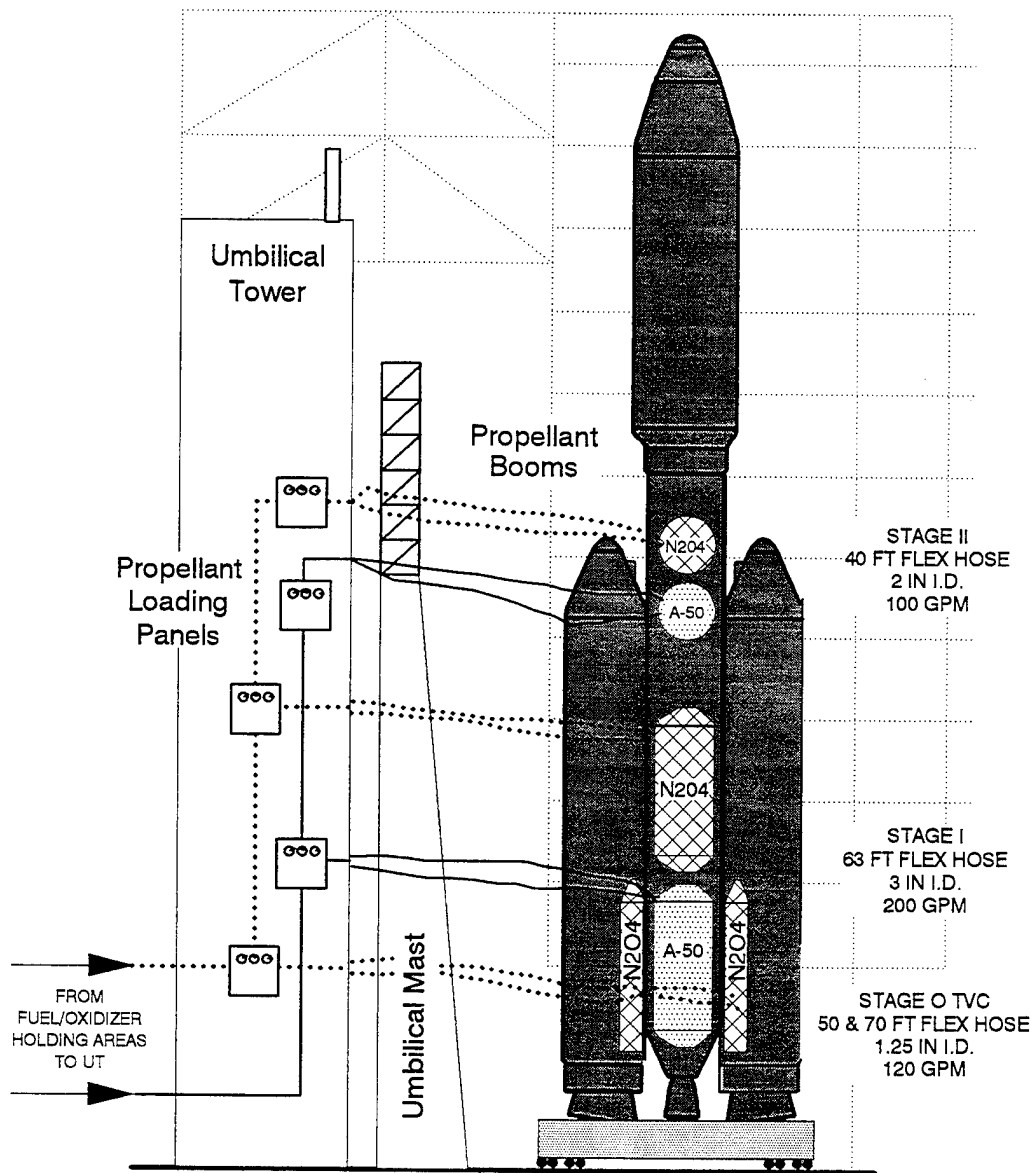 Umbilical
Tower
Propellant
Booms
Propellant
Loading
Panels
N204
A-50
N204
N2O4
A-50
N2O4
STAGE II
40 FT FLEX HOSE
2 IN I.D.
100 GPM
STAGE I
63 FT FLEX HOSE
3 IN I.D.
200 GPM
STAGE O TVC
50 & 70 FT FLEX HOSE
1.25 IN I.D.
120 GPM
FROM
FUEL/OXIDIZER
HOLDING AREAS
TO UT
Umbilical Mast